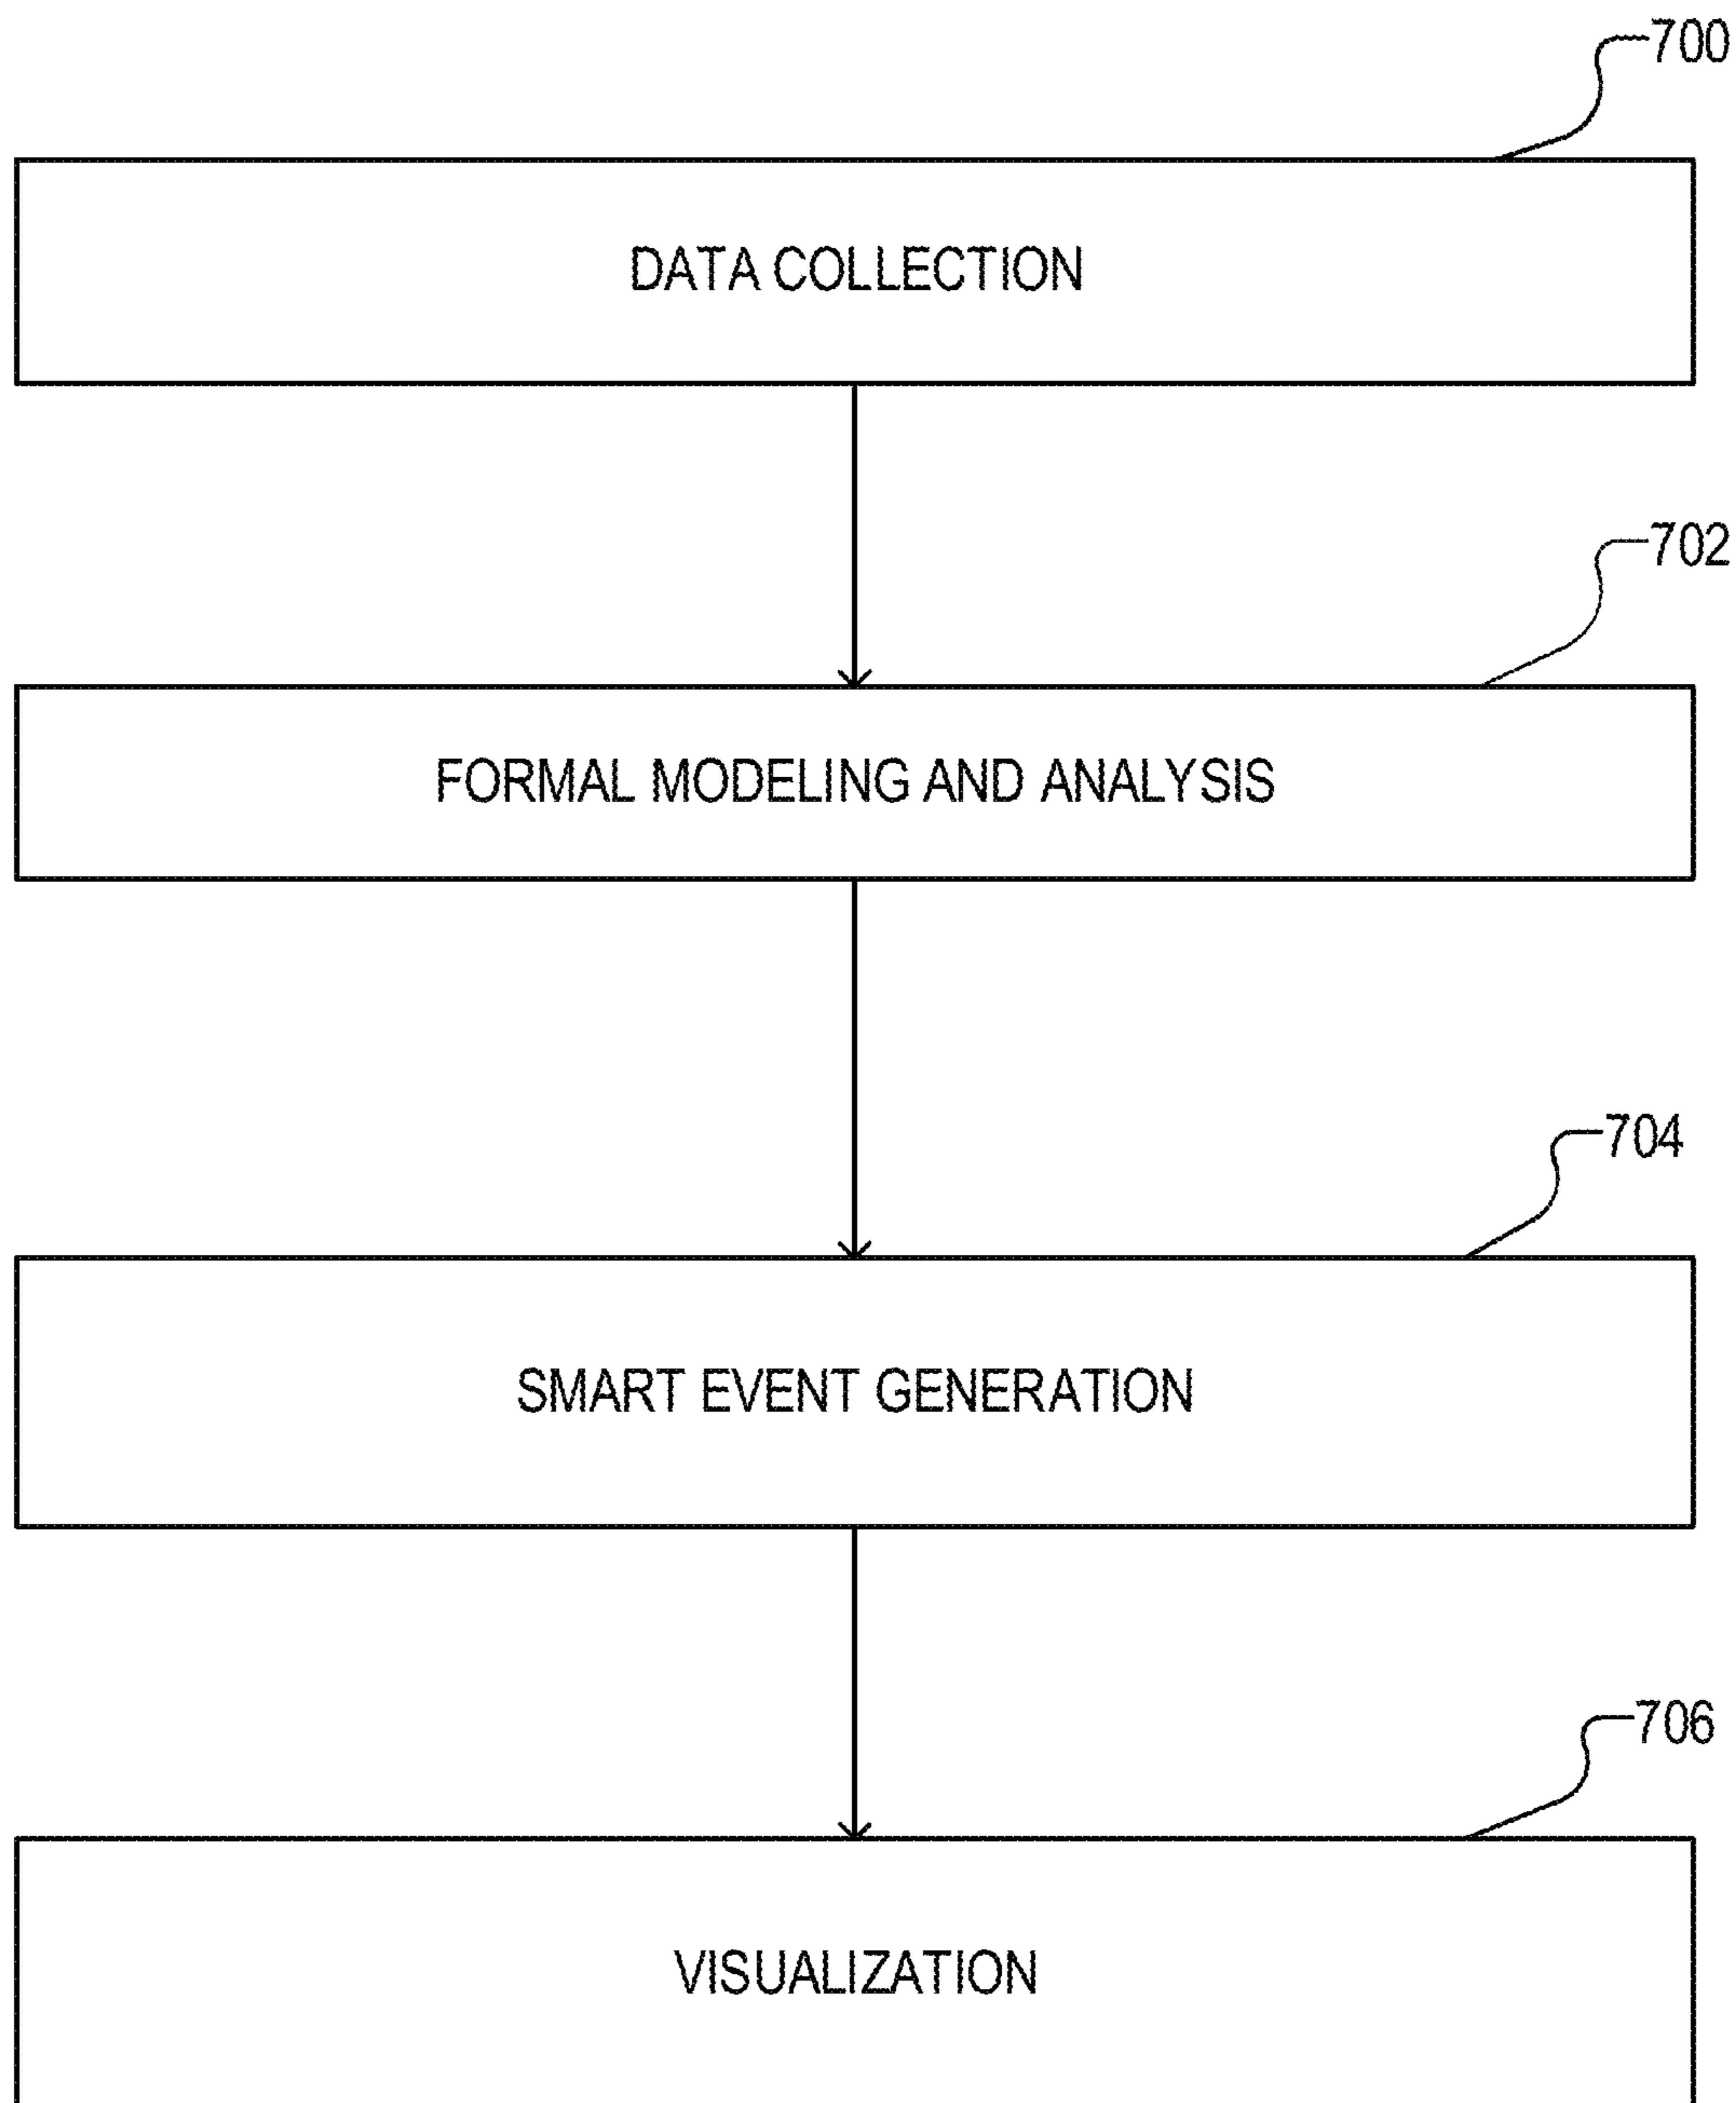 700
DATA COLLECTION
702
FORMAL MODELING AND ANALYSIS
704
SMART EVENT GENERATION
706
VISUALIZATION